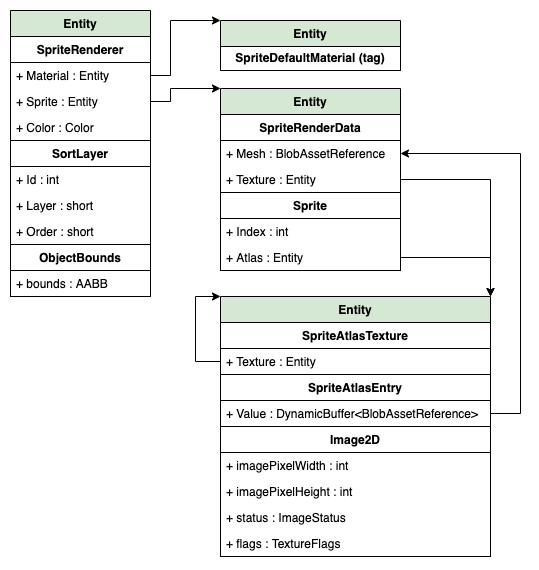 Entity
SpriteRenderer
+ Material : Entity
+ Sprite : Entity
+ Color : Color
SortLayer
+ Id : int
+ Layer : short
+ Order : short
ObjectBounds
+ bounds : AABB
Entity
SpriteDefaultMaterial (tag)
Entity
SpriteRenderData
+ Mesh : BlobAssetReference
+ Texture : Entity
Sprite
+ Index : int
+ Atlas : Entity
Entity
SpriteAtlasTexture
+ Texture : Entity
SpriteAtlasEntry
+ Value : DynamicBuffer<BlobAssetReference>
Image2D
+ imagePixelWidth : int
+ imagePixelHeight : int
+ status : ImageStatus
+ flags : TextureFlags